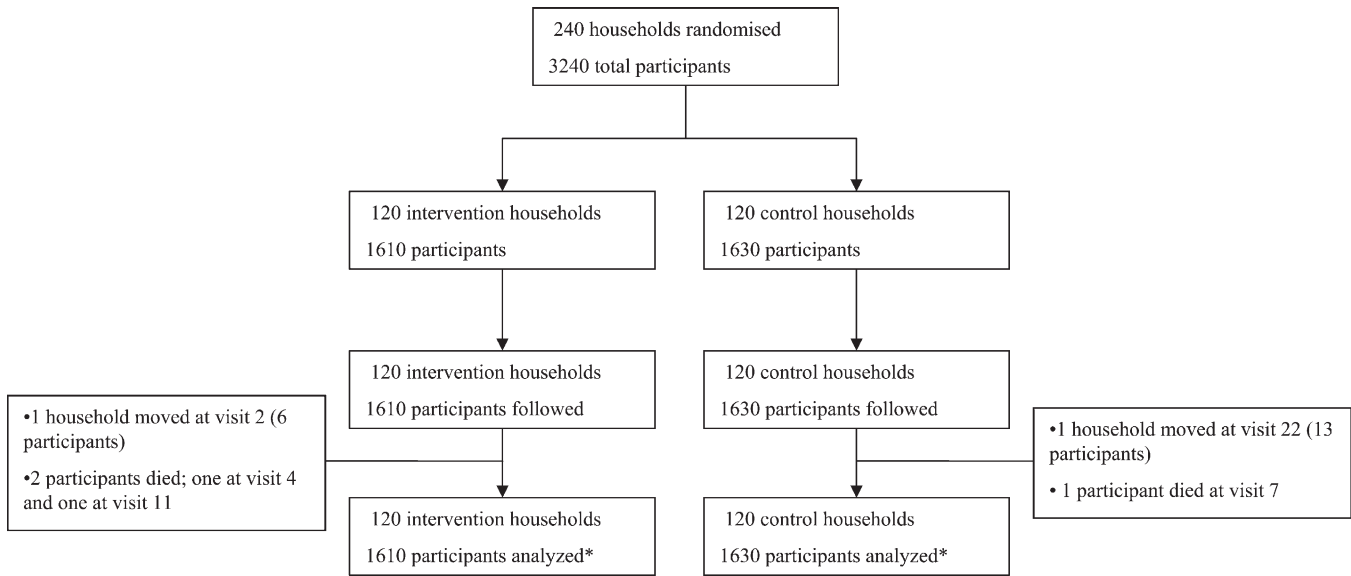 240 households randomised
3240 total participants
120 intervention households
1610 participants
120 control households
1630 participants
120 intervention households
1610 participants followed
120 control households
1630 participants followed
•1 household moved at visit 2 (6
participants)
•2 participants died; one at visit 4
and one at visit 11
•1 household moved at visit 22 (13
participants)
• 1 participant died at visit 7
120 intervention households
1610 participants analyzed*
120 control households
1630 participants analyzed*